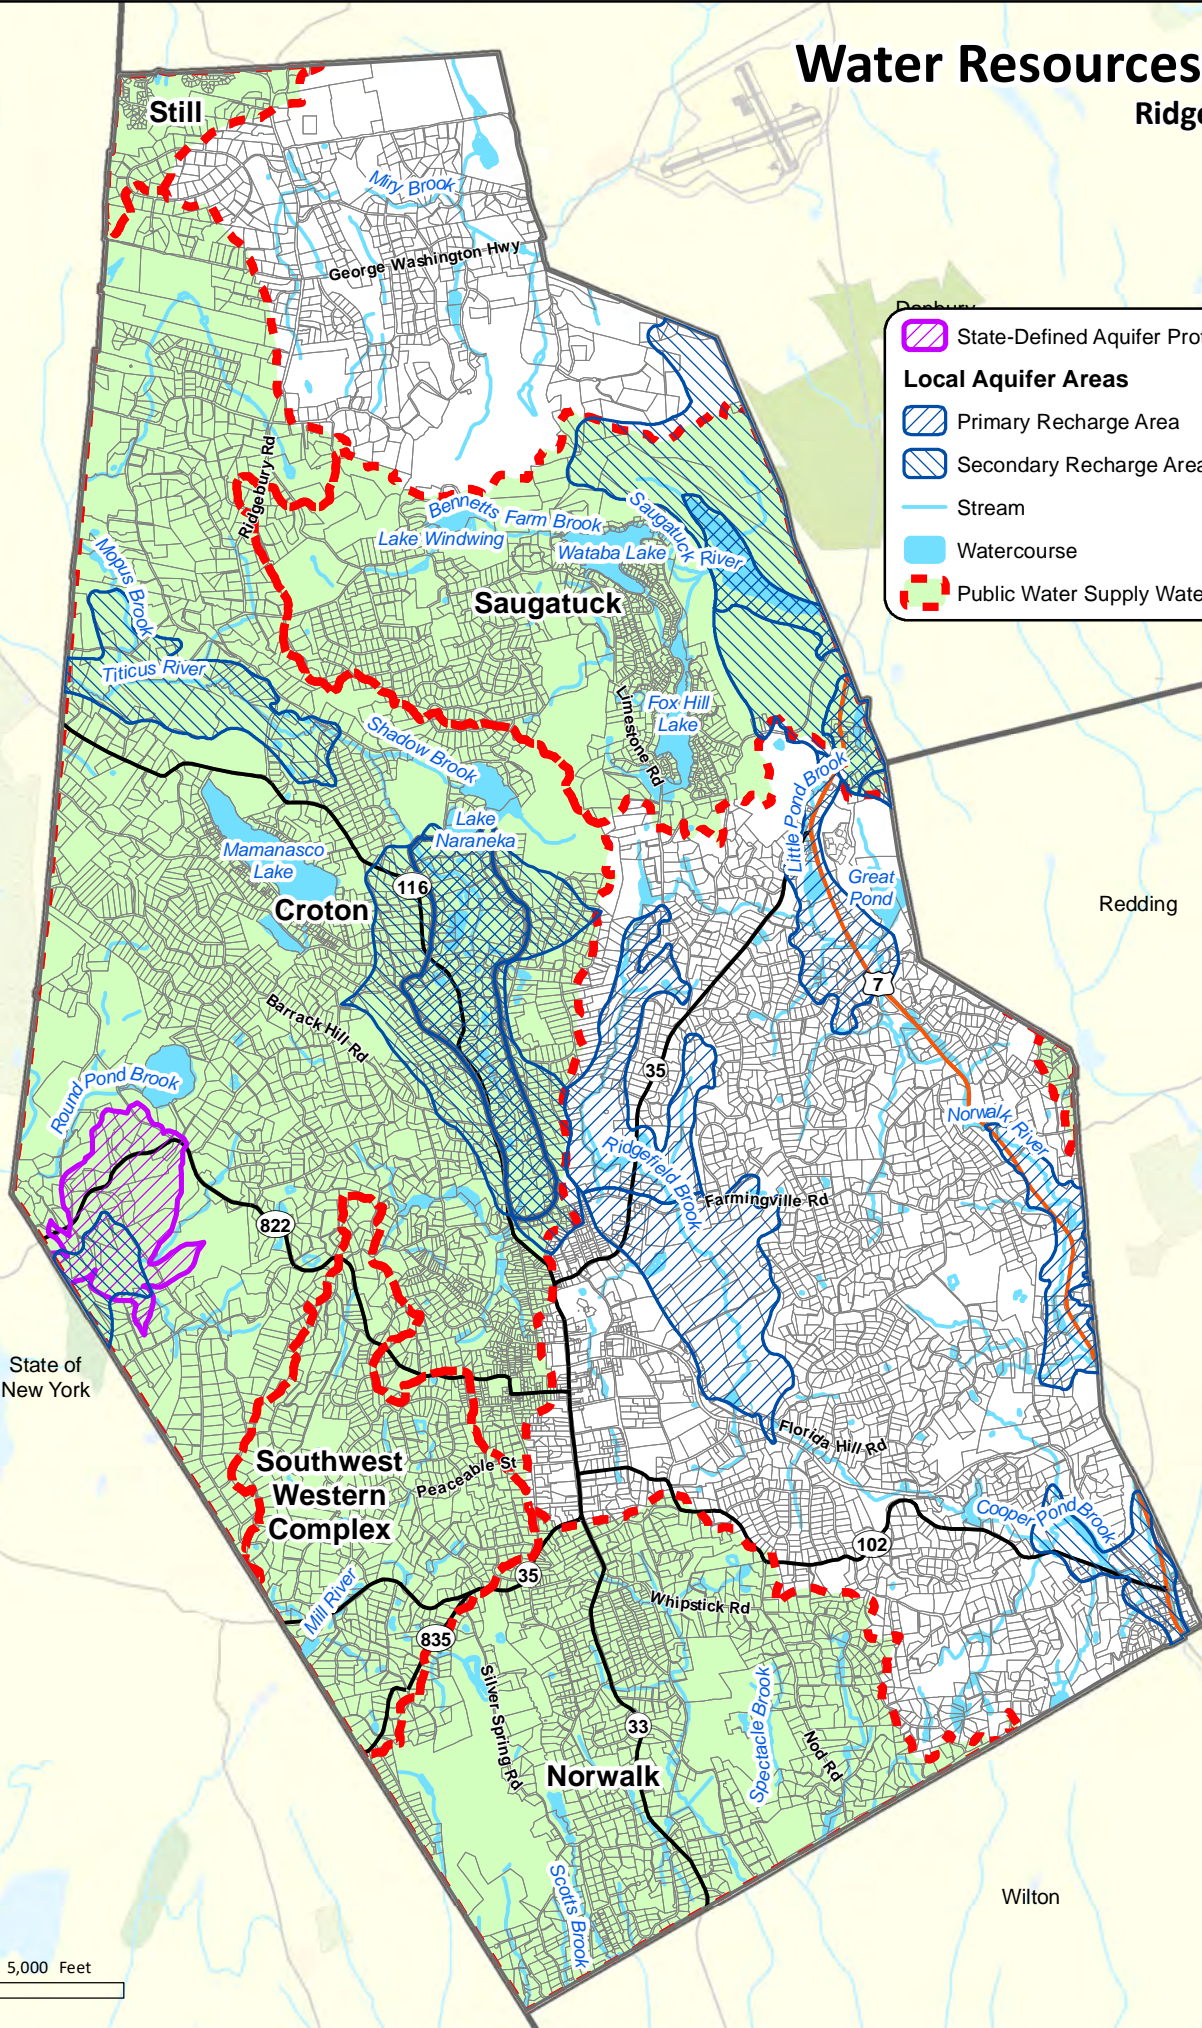 Water Resources
Ridge
Still
Miry Brook
George Washington Hwy
Danbury
State-Defined Aquifer Pro
Local Aquifer Areas
Primary Recharge Area
Secondary Recharge Area
Stream
Watercourse
Public Water Supply Wate
Ridgebury Rd
Bennetts Farm Brook
Lake Windwing
Wataba Lake
Saugatuck River
Mopus Brook
Saugatuck
Titicus River
Limestone Rd
Fox Hill
Lake
Shadow Brook
Little Pond Brook
Lake
Naraneka
Mamanasco
Lake
116
Great
Pond
Redding
Croton
7
Barrack Hill Rd
35
Round Pond Brook
Norwalk River
Ridgefield Brook
Farmingville Rd
822
State of
New York
Florida Hill Rd
Southwest
Western
Complex
Peaceable St
Cooper Pond Brook
102
35
Mill River
Whipstick Rd
835
Silver Spring Rd
Spectacle Brook
33
Nod Rd
Norwalk
Scotts Brook
Wilton
5,000 Feet